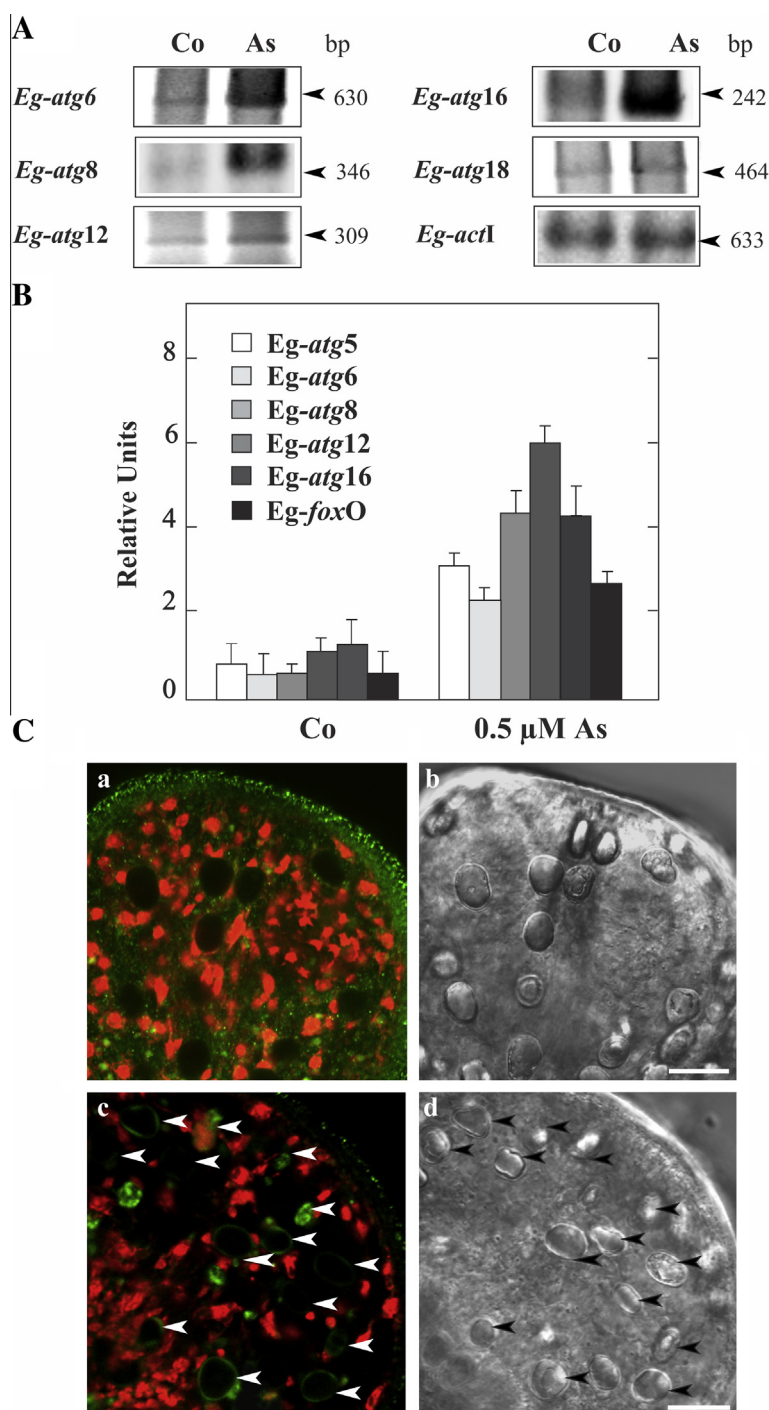 A
Co As bp
Eg-atg6 630
Eg-atg8 346
Eg-atg12 309
Co As bp
Eg-atg16 242
Eg-atg18 464
Eg-actI 633
B
Relative Units
8
6
4
2
0
Eg-atg5
Eg-atg6
Eg-atg8
Eg-atg12
Eg-atg16
Eg-foxO
Co 0.5 µM As
C
a b
c d